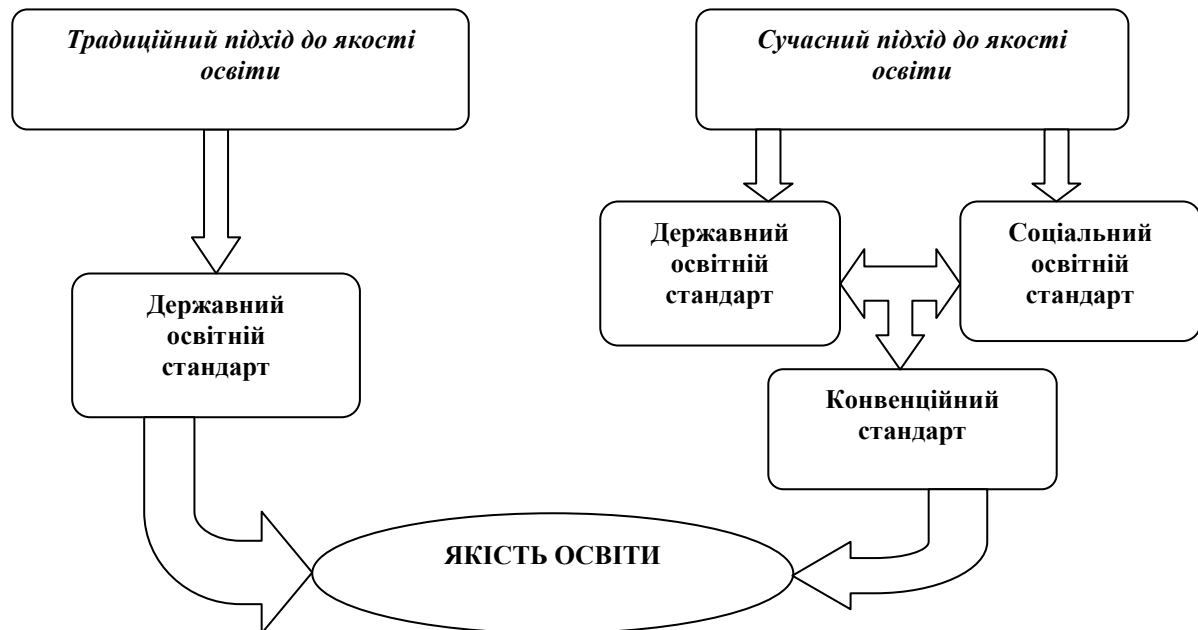 Традиційний підхід до якості
освіти
Сучасний підхід до якості
освіти
Державний
освітній
стандарт
Соціальний
освітній
стандарт
Державний
освітній
стандарт
Конвенційний
стандарт
ЯКІСТЬ ОСВІТИ